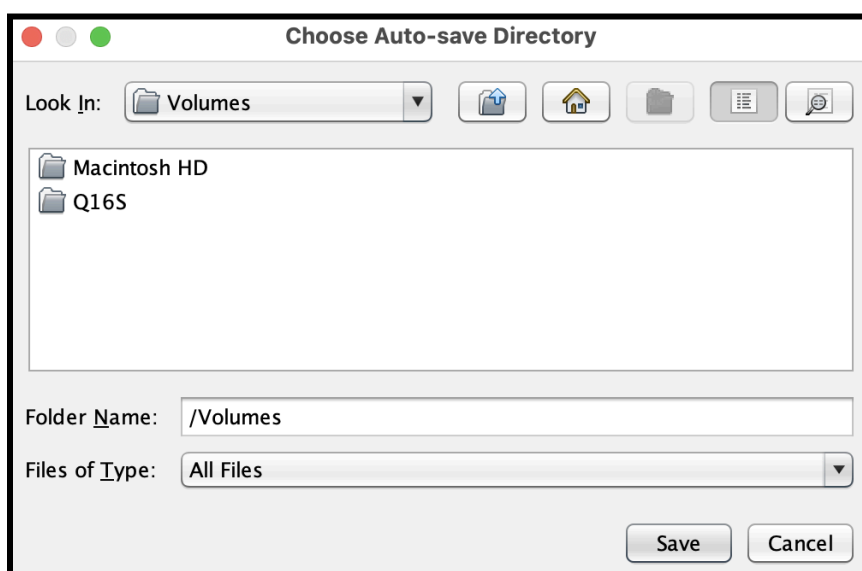 Choose Auto-save Directory
Look In: Volumes
Macintosh HD
Q16S
Folder Name: /Volumes
Files of Type: All Files
Save Cancel